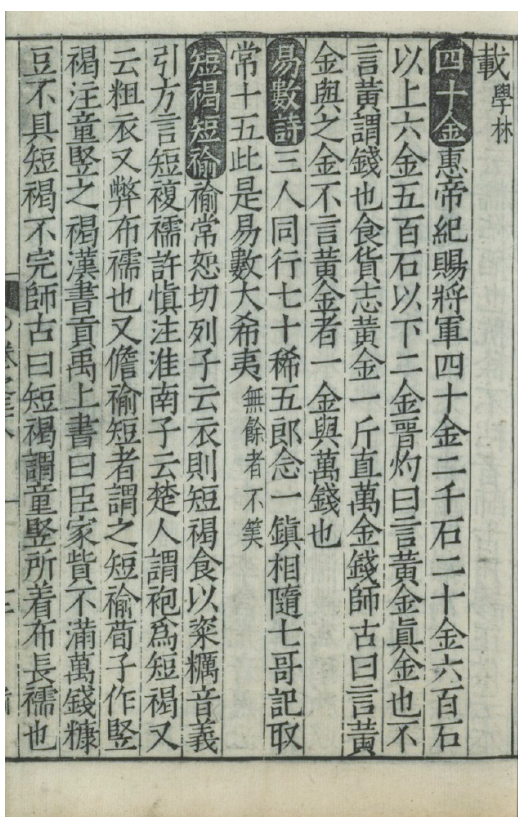 載學林
四十金惠帝紀賜將軍四十金二千石二十金六百石
以上六金五百石以下二金晋灼曰言黄金真金也不
言黄謂錢也食貨志黄金一斤直萬金錢師古曰言黄
金與之金不言黄金者一金與萬錢也
易數詩三人同行七十稀五郎念一鎮相隨七哥記取
常十五此是易數大希夷無餘者不笑
短褐短褕褕常恕切列子云衣則短褐食以粢糲音義
引方言短複襦許慎注淮南子云楚人謂袍爲短褐又
云粗衣又弊布襦也又儋褕短者謂之短褕荀子作竪
褐注童竪之褐漢書貢禹上書曰臣家貲不滿萬錢糠
豆不具短褐不完師古曰短褐謂童竪所着布長襦也